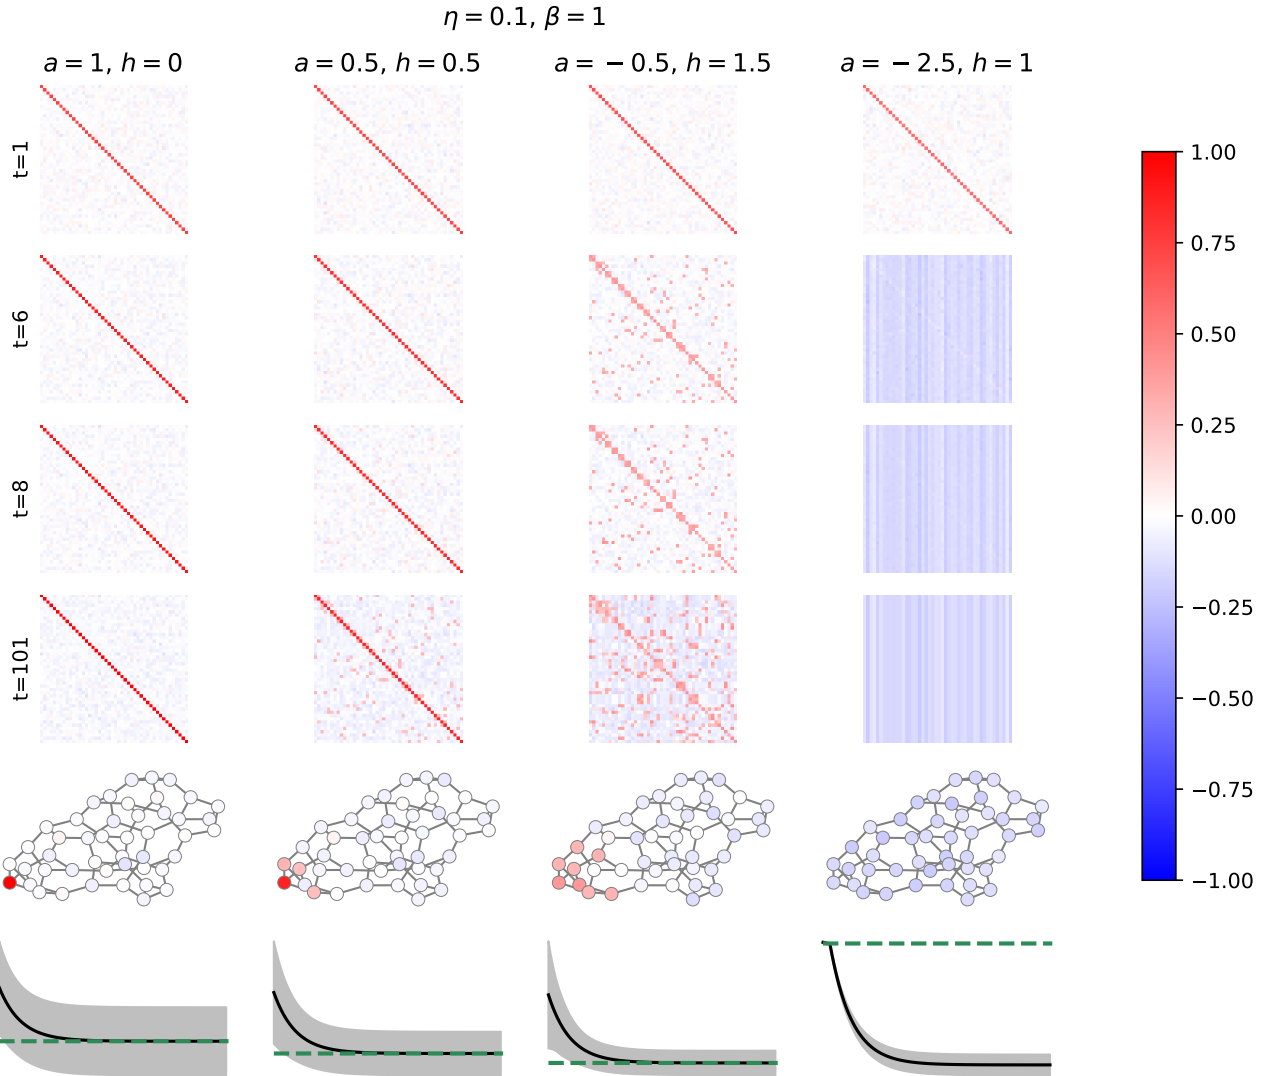 η = 0.1, β = 1
a = 1, h = 0
a = 0.5, h = 0.5
a = − 0.5, h = 1.5
a = − 2.5, h = 1
t=1
t=6
t=8
t=101
1.00
0.75
0.50
0.25
0.00
−0.25
−0.50
−0.75
−1.00